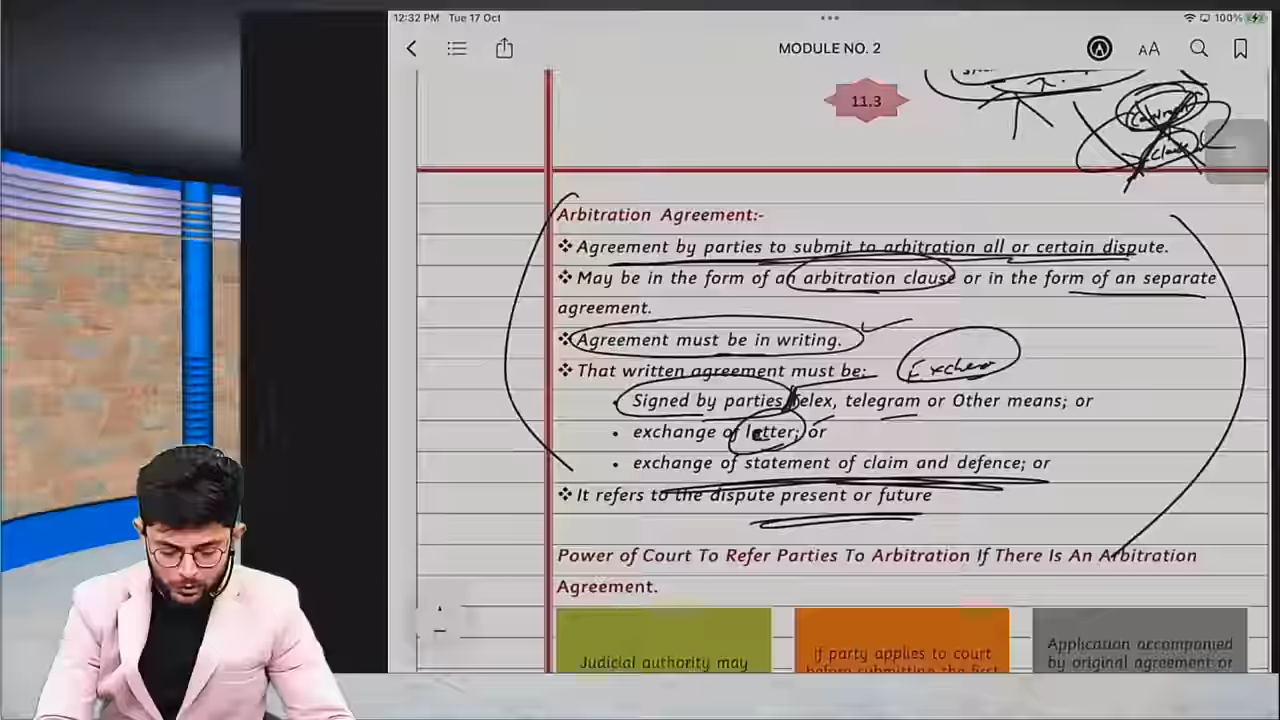 12:32 PM Tue 17 Oct
100%
MODULE NO. 2
AA
11.3
Arbitration Agreement:-
❖ Agreement by parties to submit to arbitration all or certain dispute.
❖ May be in the form of an arbitration clause or in the form of an separate
agreement.
❖ Agreement must be in writing.
❖ That written agreement must be:
• Signed by parties, telex, telegram or Other means; or
• exchange of letter; or
• exchange of statement of claim and defence; or
❖ It refers to the dispute present or future
Power of Court To Refer Parties To Arbitration If There Is An Arbitration
Agreement.
Judicial authority may
if party applies to court
before submitting the first
Application accompanied
by original agreement or